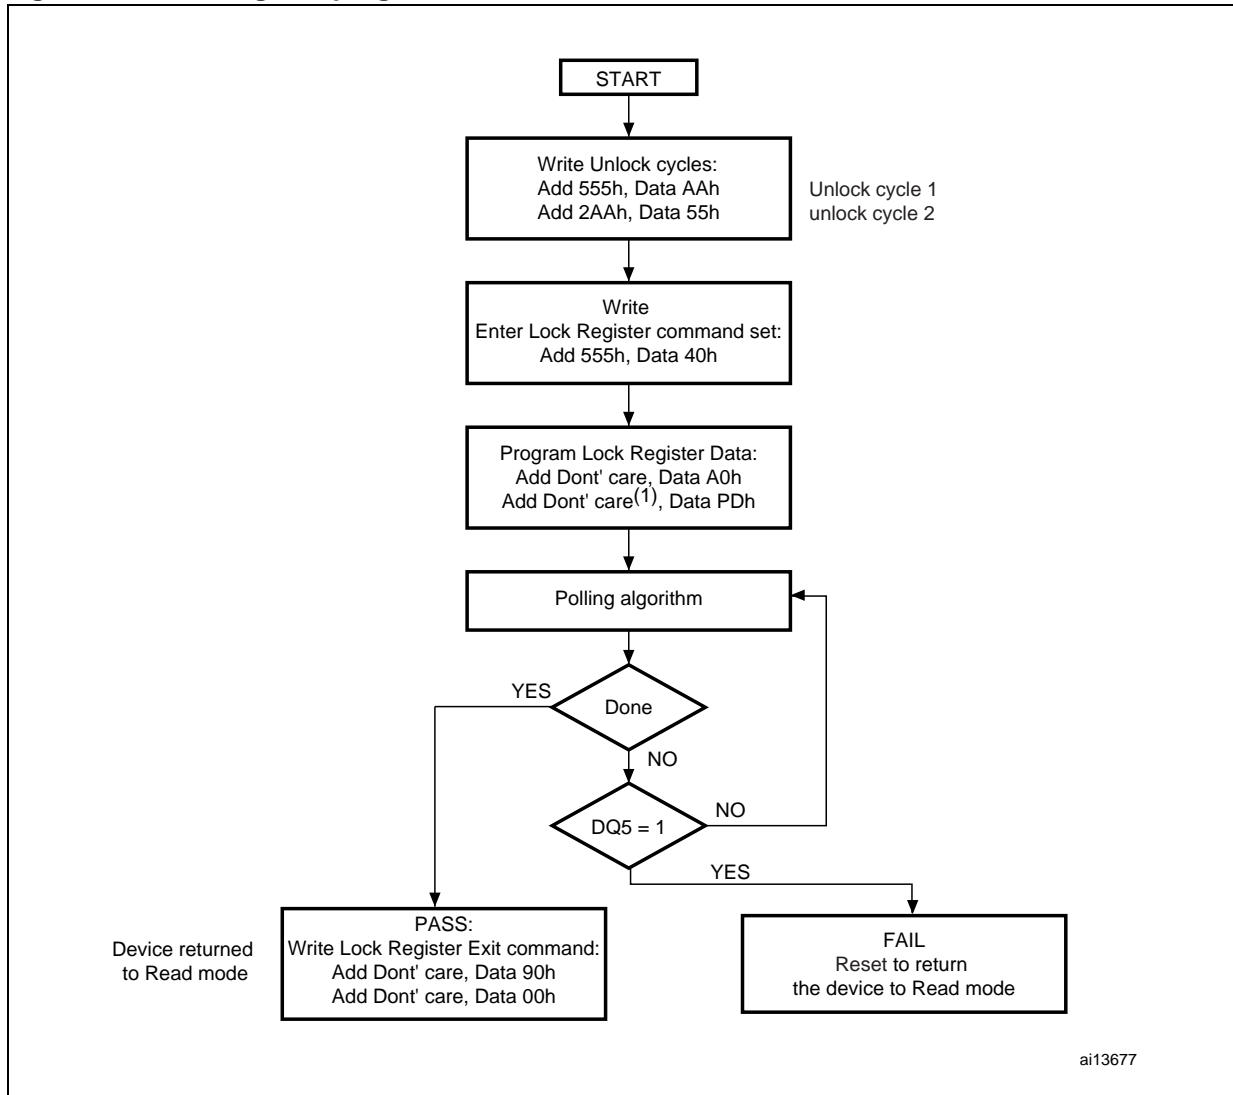 START
Write Unlock cycles:
Add 555h, Data AAh
Add 2AAh, Data 55h
Unlock cycle 1
unlock cycle 2
Write
Enter Lock Register command set:
Add 555h, Data 40h
Program Lock Register Data:
Add Dont' care, Data A0h
Add Dont' care(1), Data PDh
Polling algorithm
YES
Done
NO
DQ5 = 1
NO
YES
Device returned
to Read mode
PASS:
Write Lock Register Exit command:
Add Dont' care, Data 90h
Add Dont' care, Data 00h
FAIL
Reset to return
the device to Read mode
ai13677